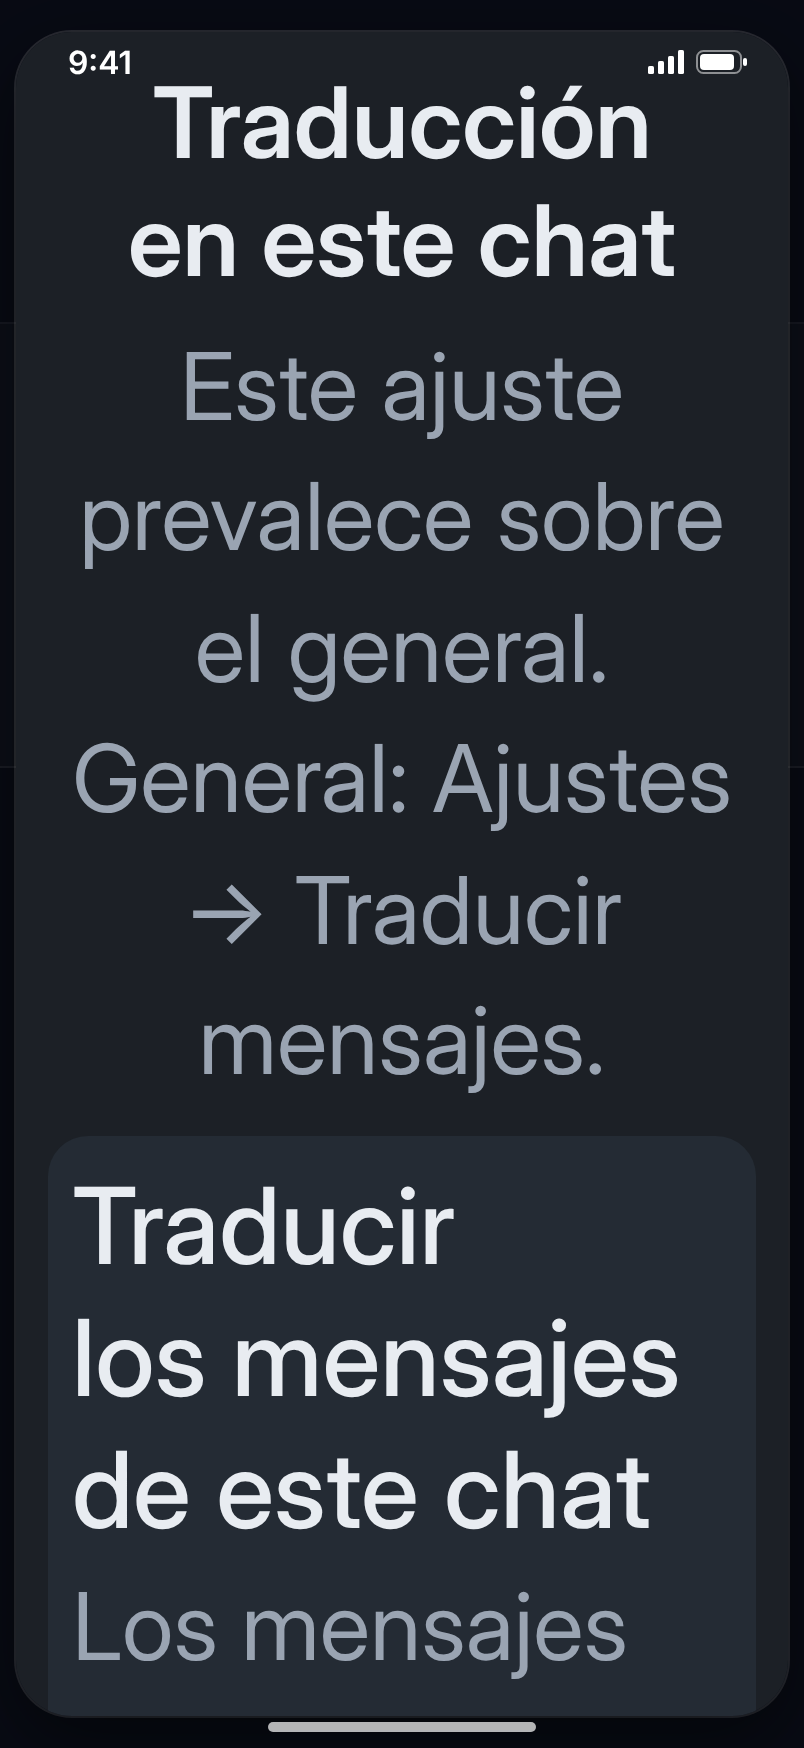 9:41
Traducción
en este chat
Este ajuste
prevalece sobre
el general.
General: Ajustes
→ Traducir
mensajes.
Traducir
los mensajes
de este chat
Los mensajes